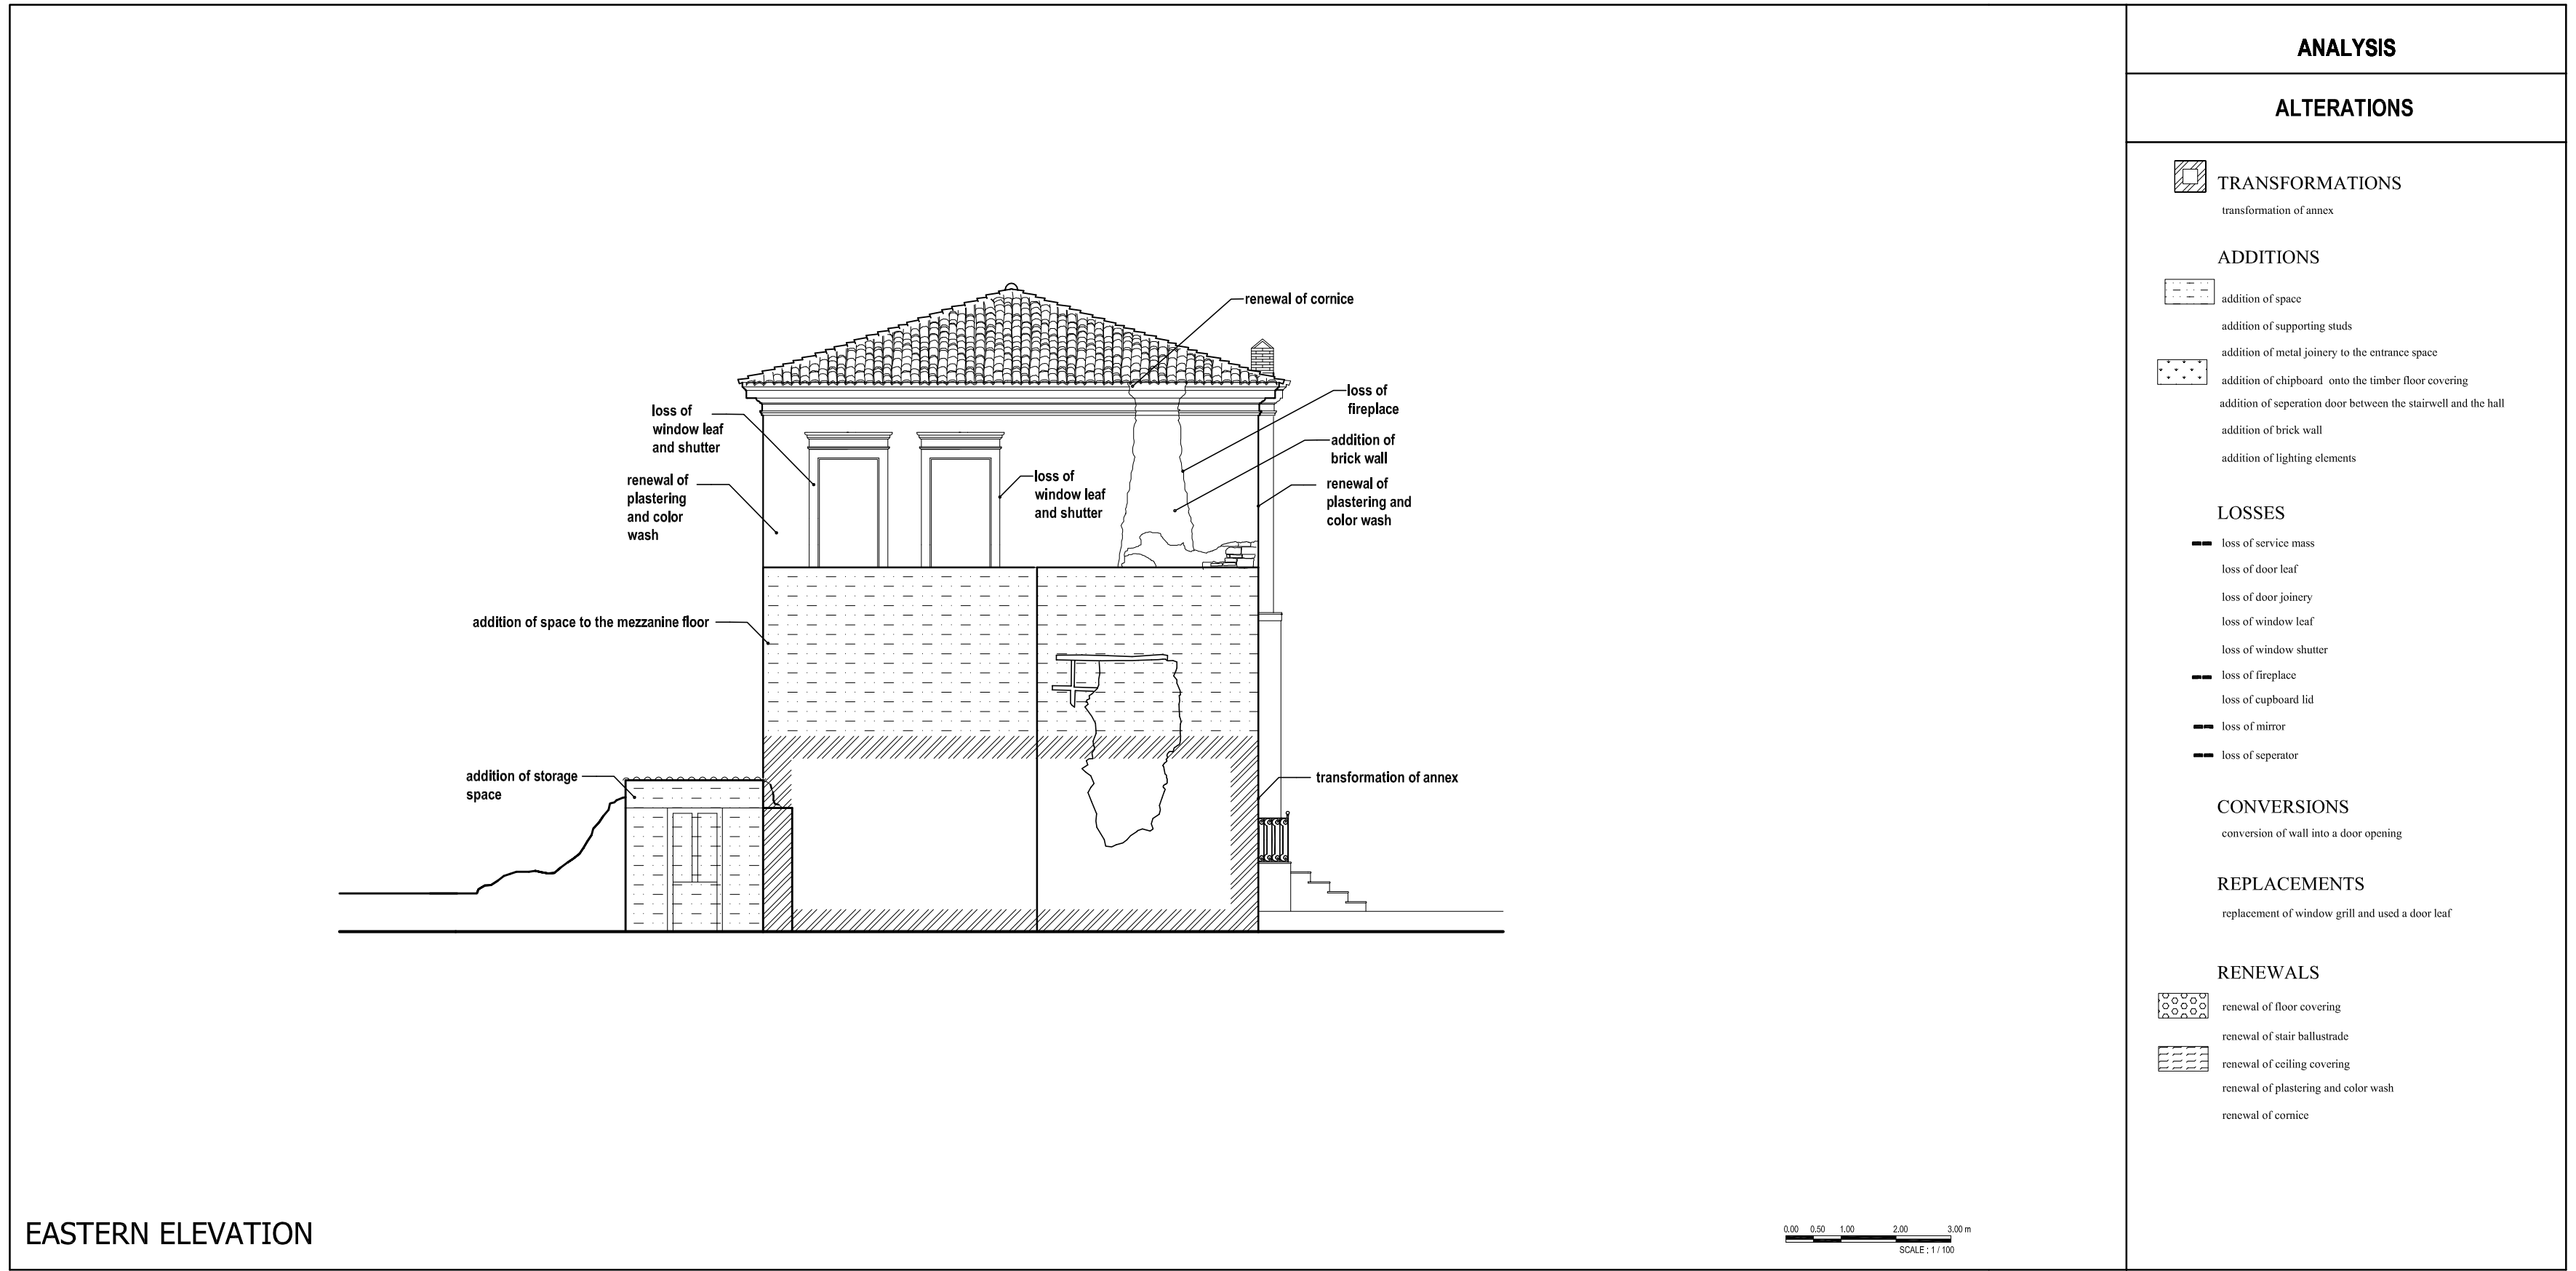 ANALYSIS
ALTERATIONS
TRANSFORMATIONS
transformation of annex
ADDITIONS
addition of space
addition of supporting studs
addition of metal joinery to the entrance space
addition of chipboard onto the timber floor covering
addition of seperation door between the stairwell and the hall
addition of brick wall
addition of lighting elements
LOSSES
loss of service mass
loss of door leaf
loss of door joinery
loss of window leaf
loss of window shutter
loss of fireplace
loss of cupboard lid
loss of mirror
loss of seperator
CONVERSIONS
conversion of wall into a door opening
REPLACEMENTS
replacement of window grill and used a door leaf
RENEWALS
renewal of floor covering
renewal of stair ballustrade
renewal of ceiling covering
renewal of plastering and color wash
renewal of cornice
renewal of cornice
loss of
fireplace
addition of
brick wall
renewal of
plastering and
color wash
loss of
window leaf
and shutter
renewal of
plastering
and color
wash
loss of
window leaf
and shutter
addition of space to the mezzanine floor
addition of storage
space
transformation of annex
EASTERN ELEVATION
0.00 0.50 1.00 2.00 3.00 m
SCALE : 1 / 100